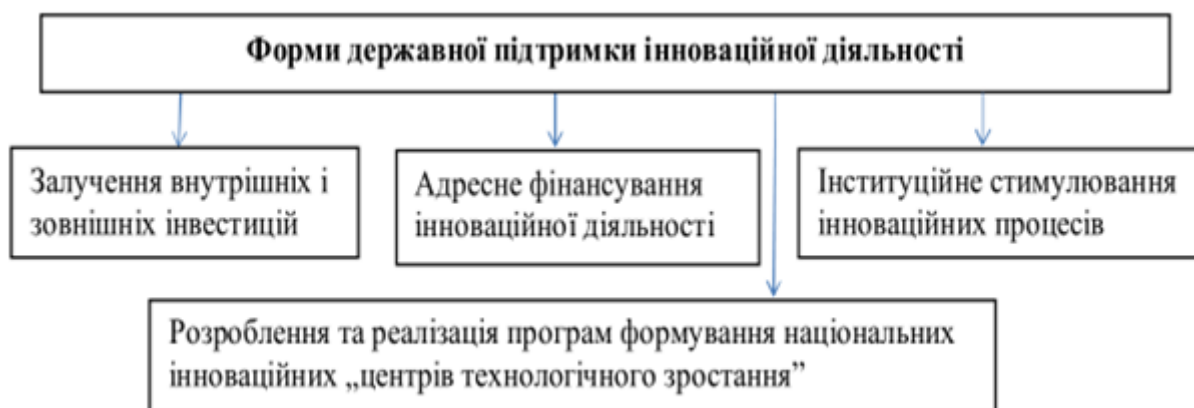 Форми державної підтримки інноваційної діяльності
Залучення внутрішніх і
зовнішніх інвестицій
Адресне фінансування
інноваційної діяльності
Інституційне стимулювання
інноваційних процесів
Розроблення та реалізація програм формування національних
інноваційних „центрів технологічного зростання”